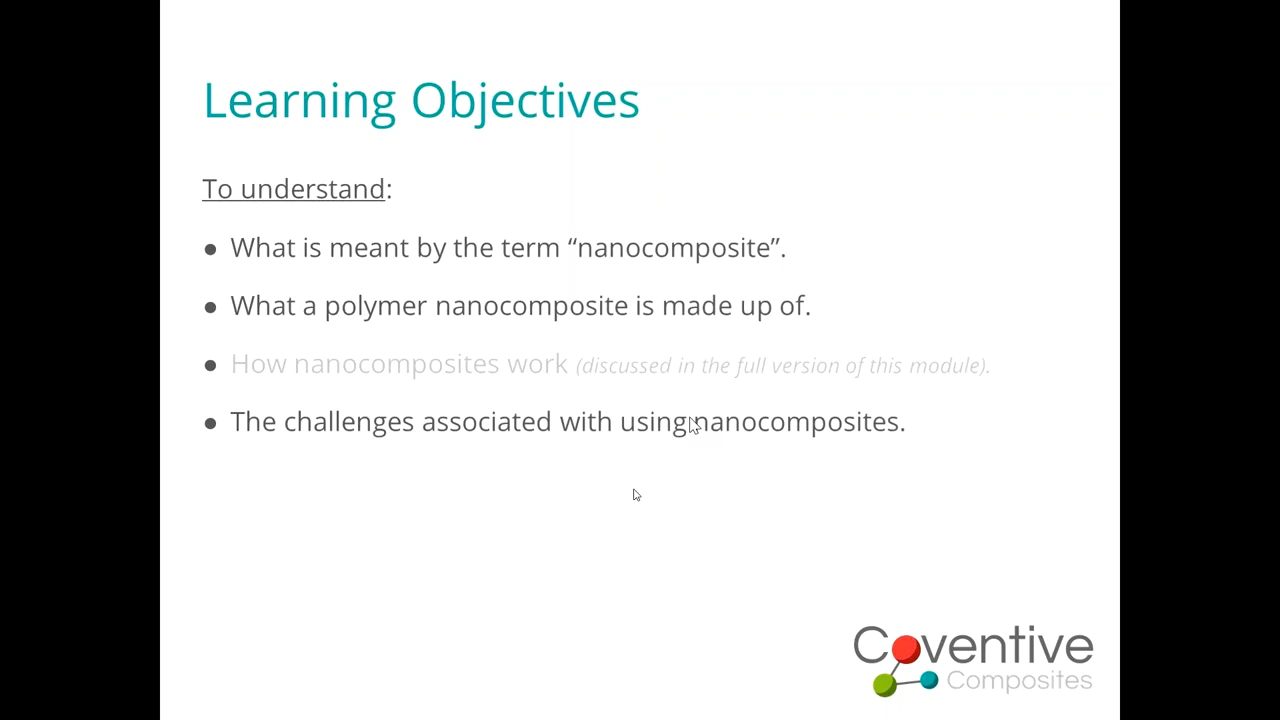 Learning Objectives
To understand:
● What is meant by the term “nanocomposite”.
● What a polymer nanocomposite is made up of.
● How nanocomposites work (discussed in the full version of this module).
● The challenges associated with using nanocomposites.
Coventive
Composites